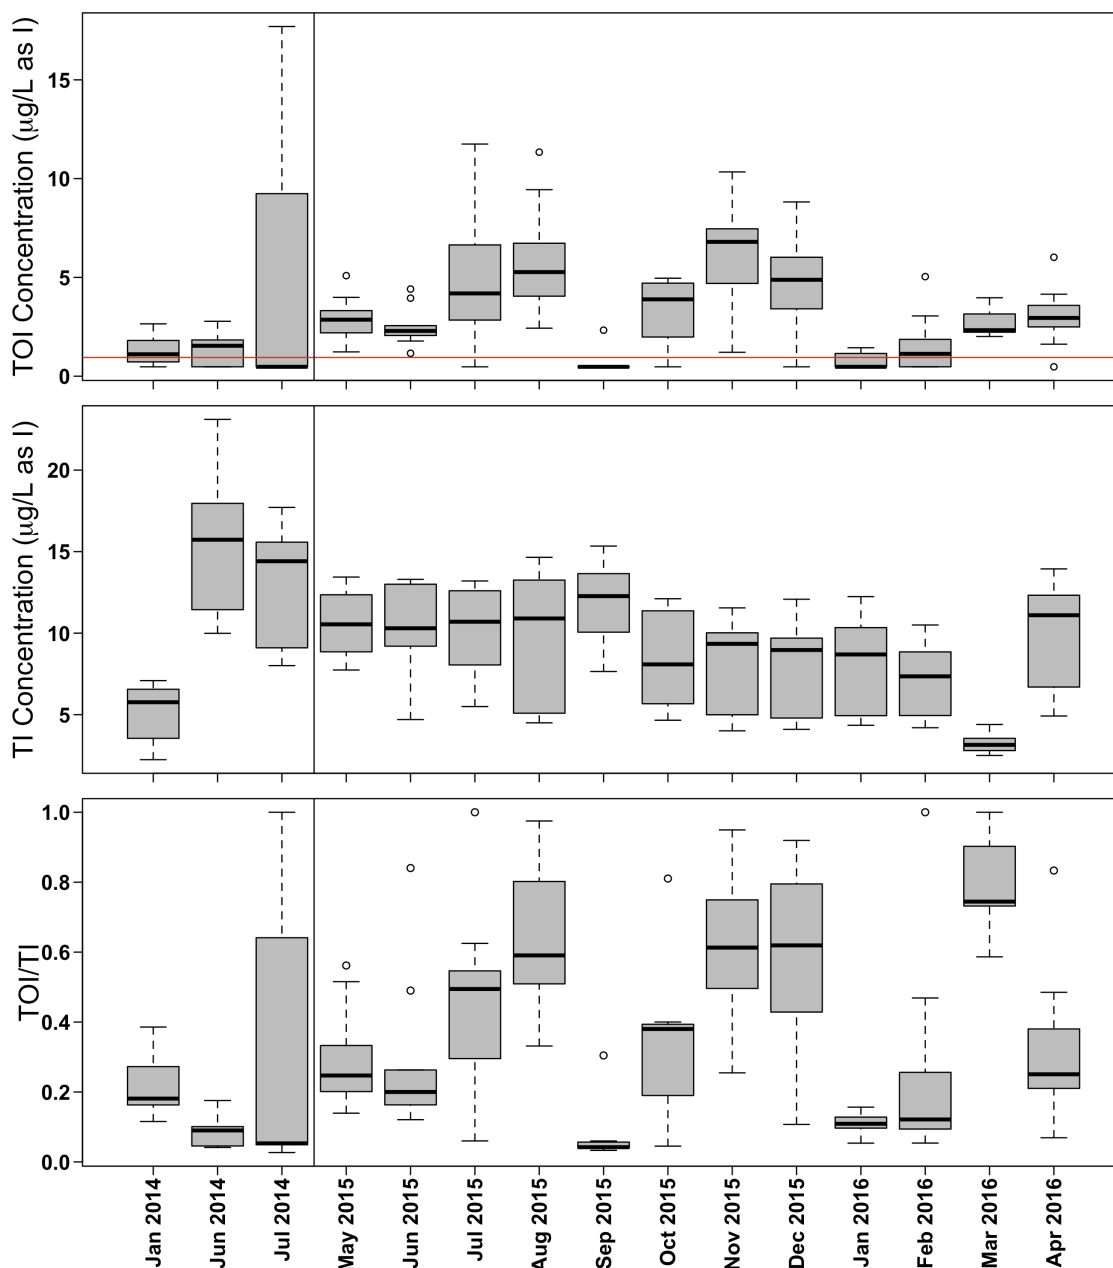 TOI Concentration (μg/L as I)
15
10
5
0
TI Concentration (μg/L as I)
20
15
10
5
TOI/TI
1.0
0.8
0.6
0.4
0.2
0.0
Jan 2014
Jun 2014
Jul 2014
May 2015
Jun 2015
Jul 2015
Aug 2015
Sep 2015
Oct 2015
Nov 2015
Dec 2015
Jan 2016
Feb 2016
Mar 2016
Apr 2016